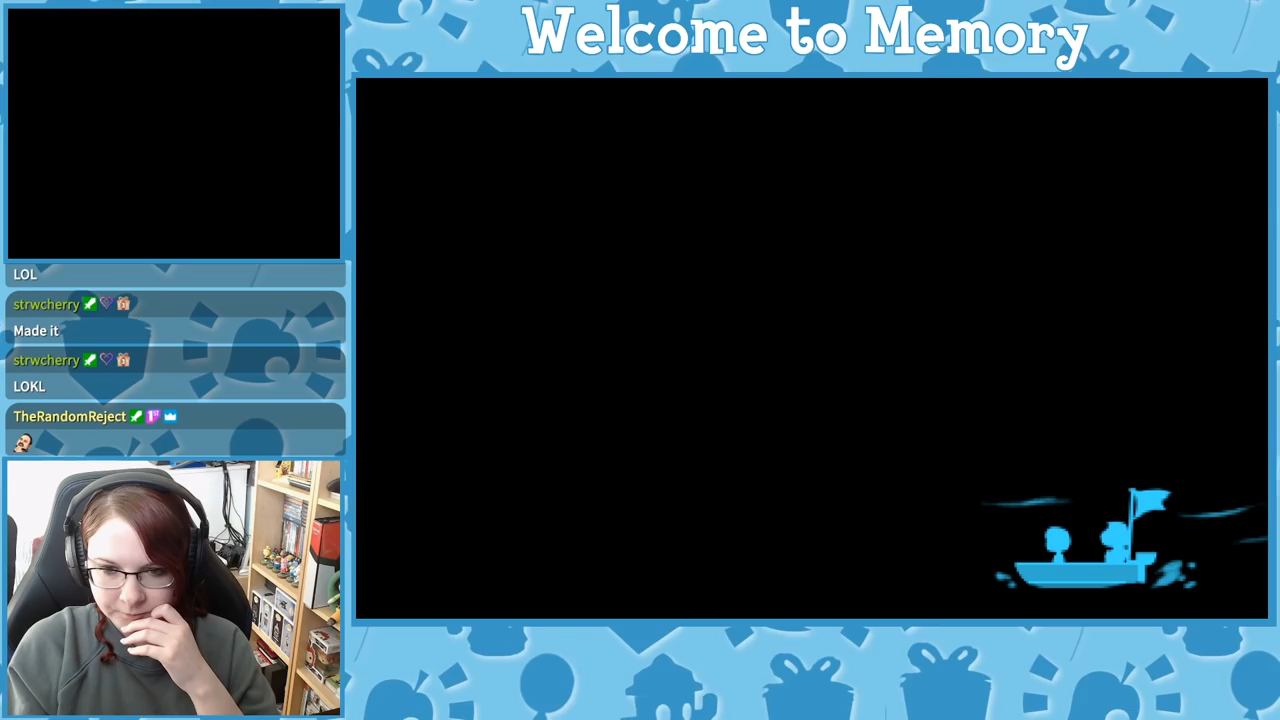 Welcome to Memory
LOL
strwcherry
Made it
strwcherry
LOKL
TheRandomReject